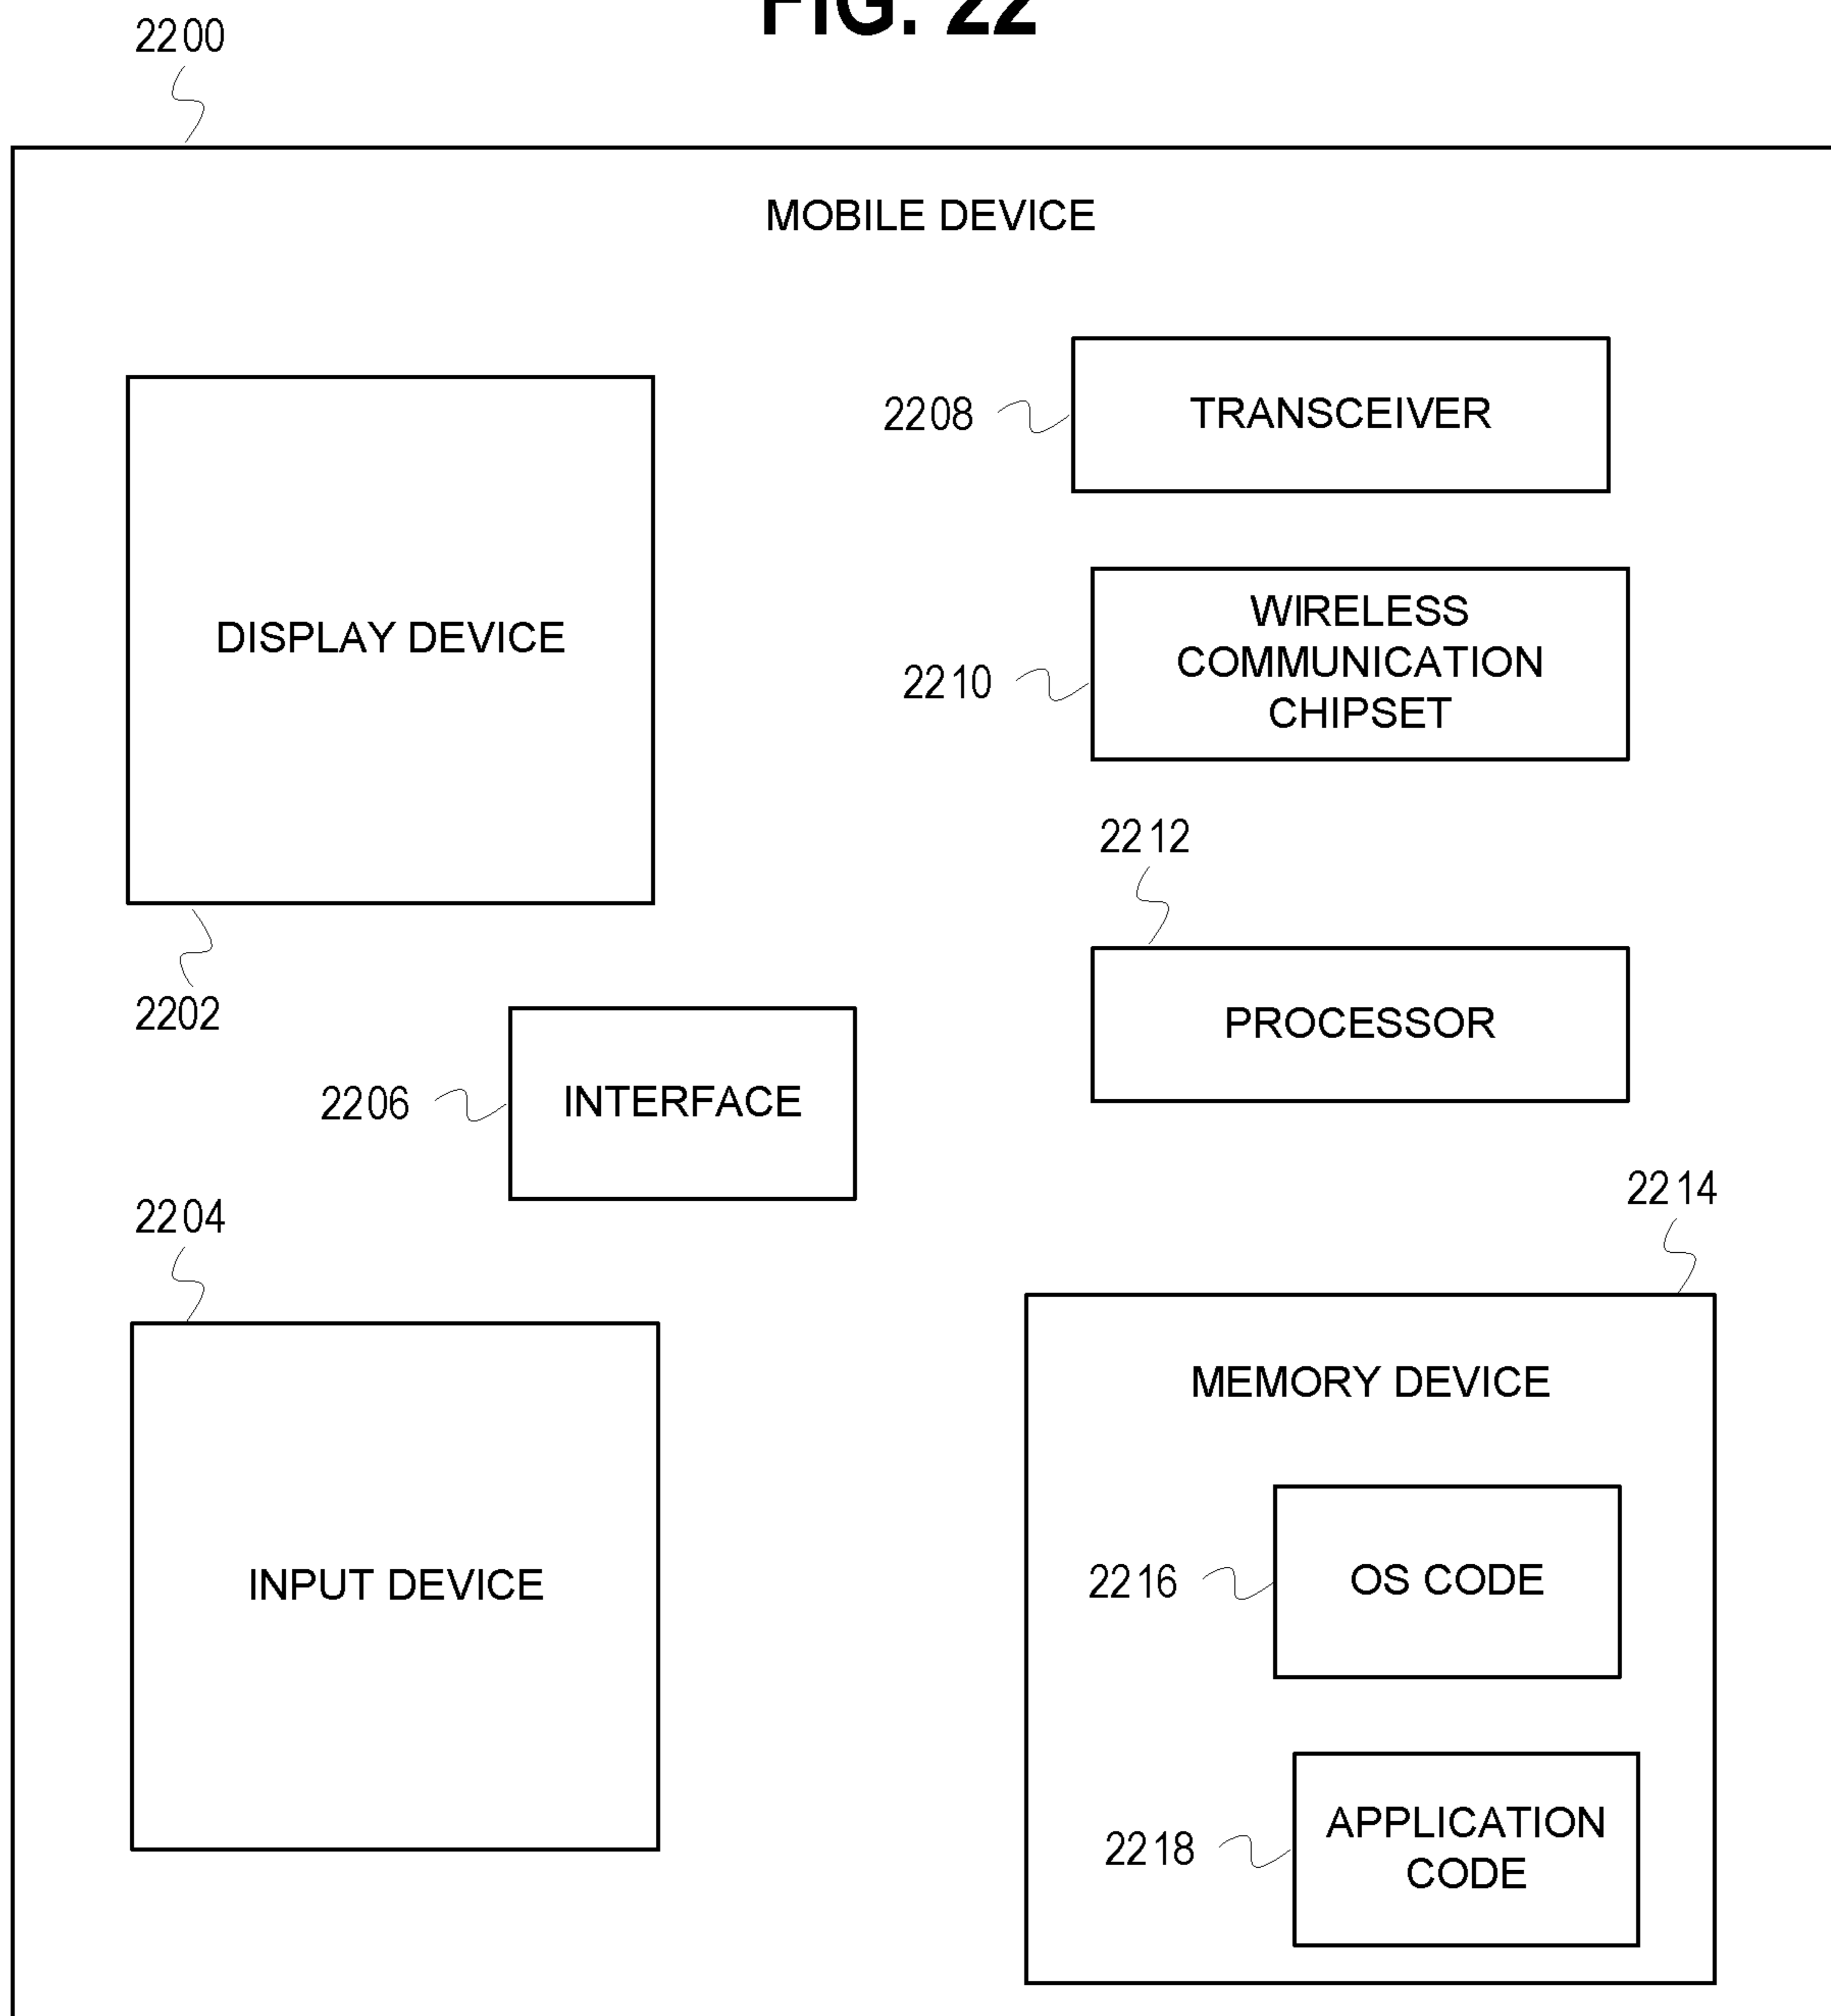 FIG. 22
2200
MOBILE DEVICE
DISPLAY DEVICE
2202
2208
TRANSCEIVER
2210
WIRELESS
COMMUNICATION
CHIPSET
2212
PROCESSOR
2206
INTERFACE
2204
INPUT DEVICE
2214
MEMORY DEVICE
2216
OS CODE
2218
APPLICATION
CODE